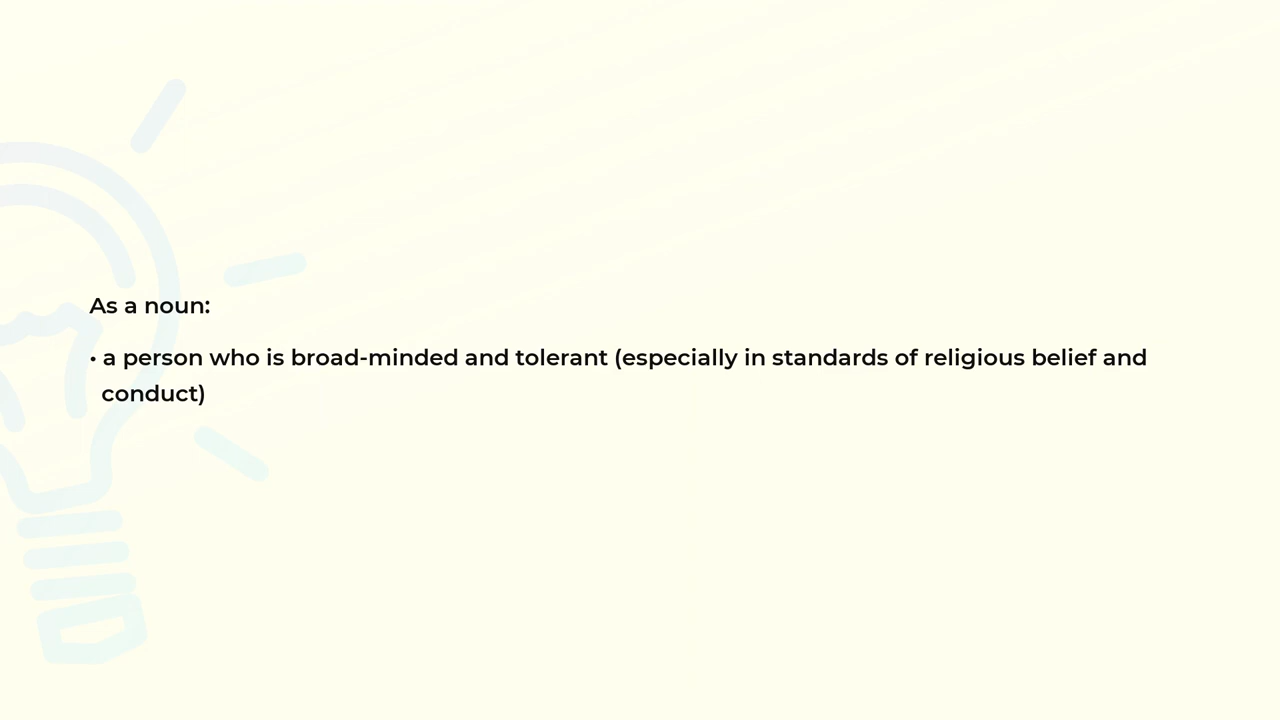 As a noun:
• a person who is broad-minded and tolerant (especially in standards of religious belief and
conduct)